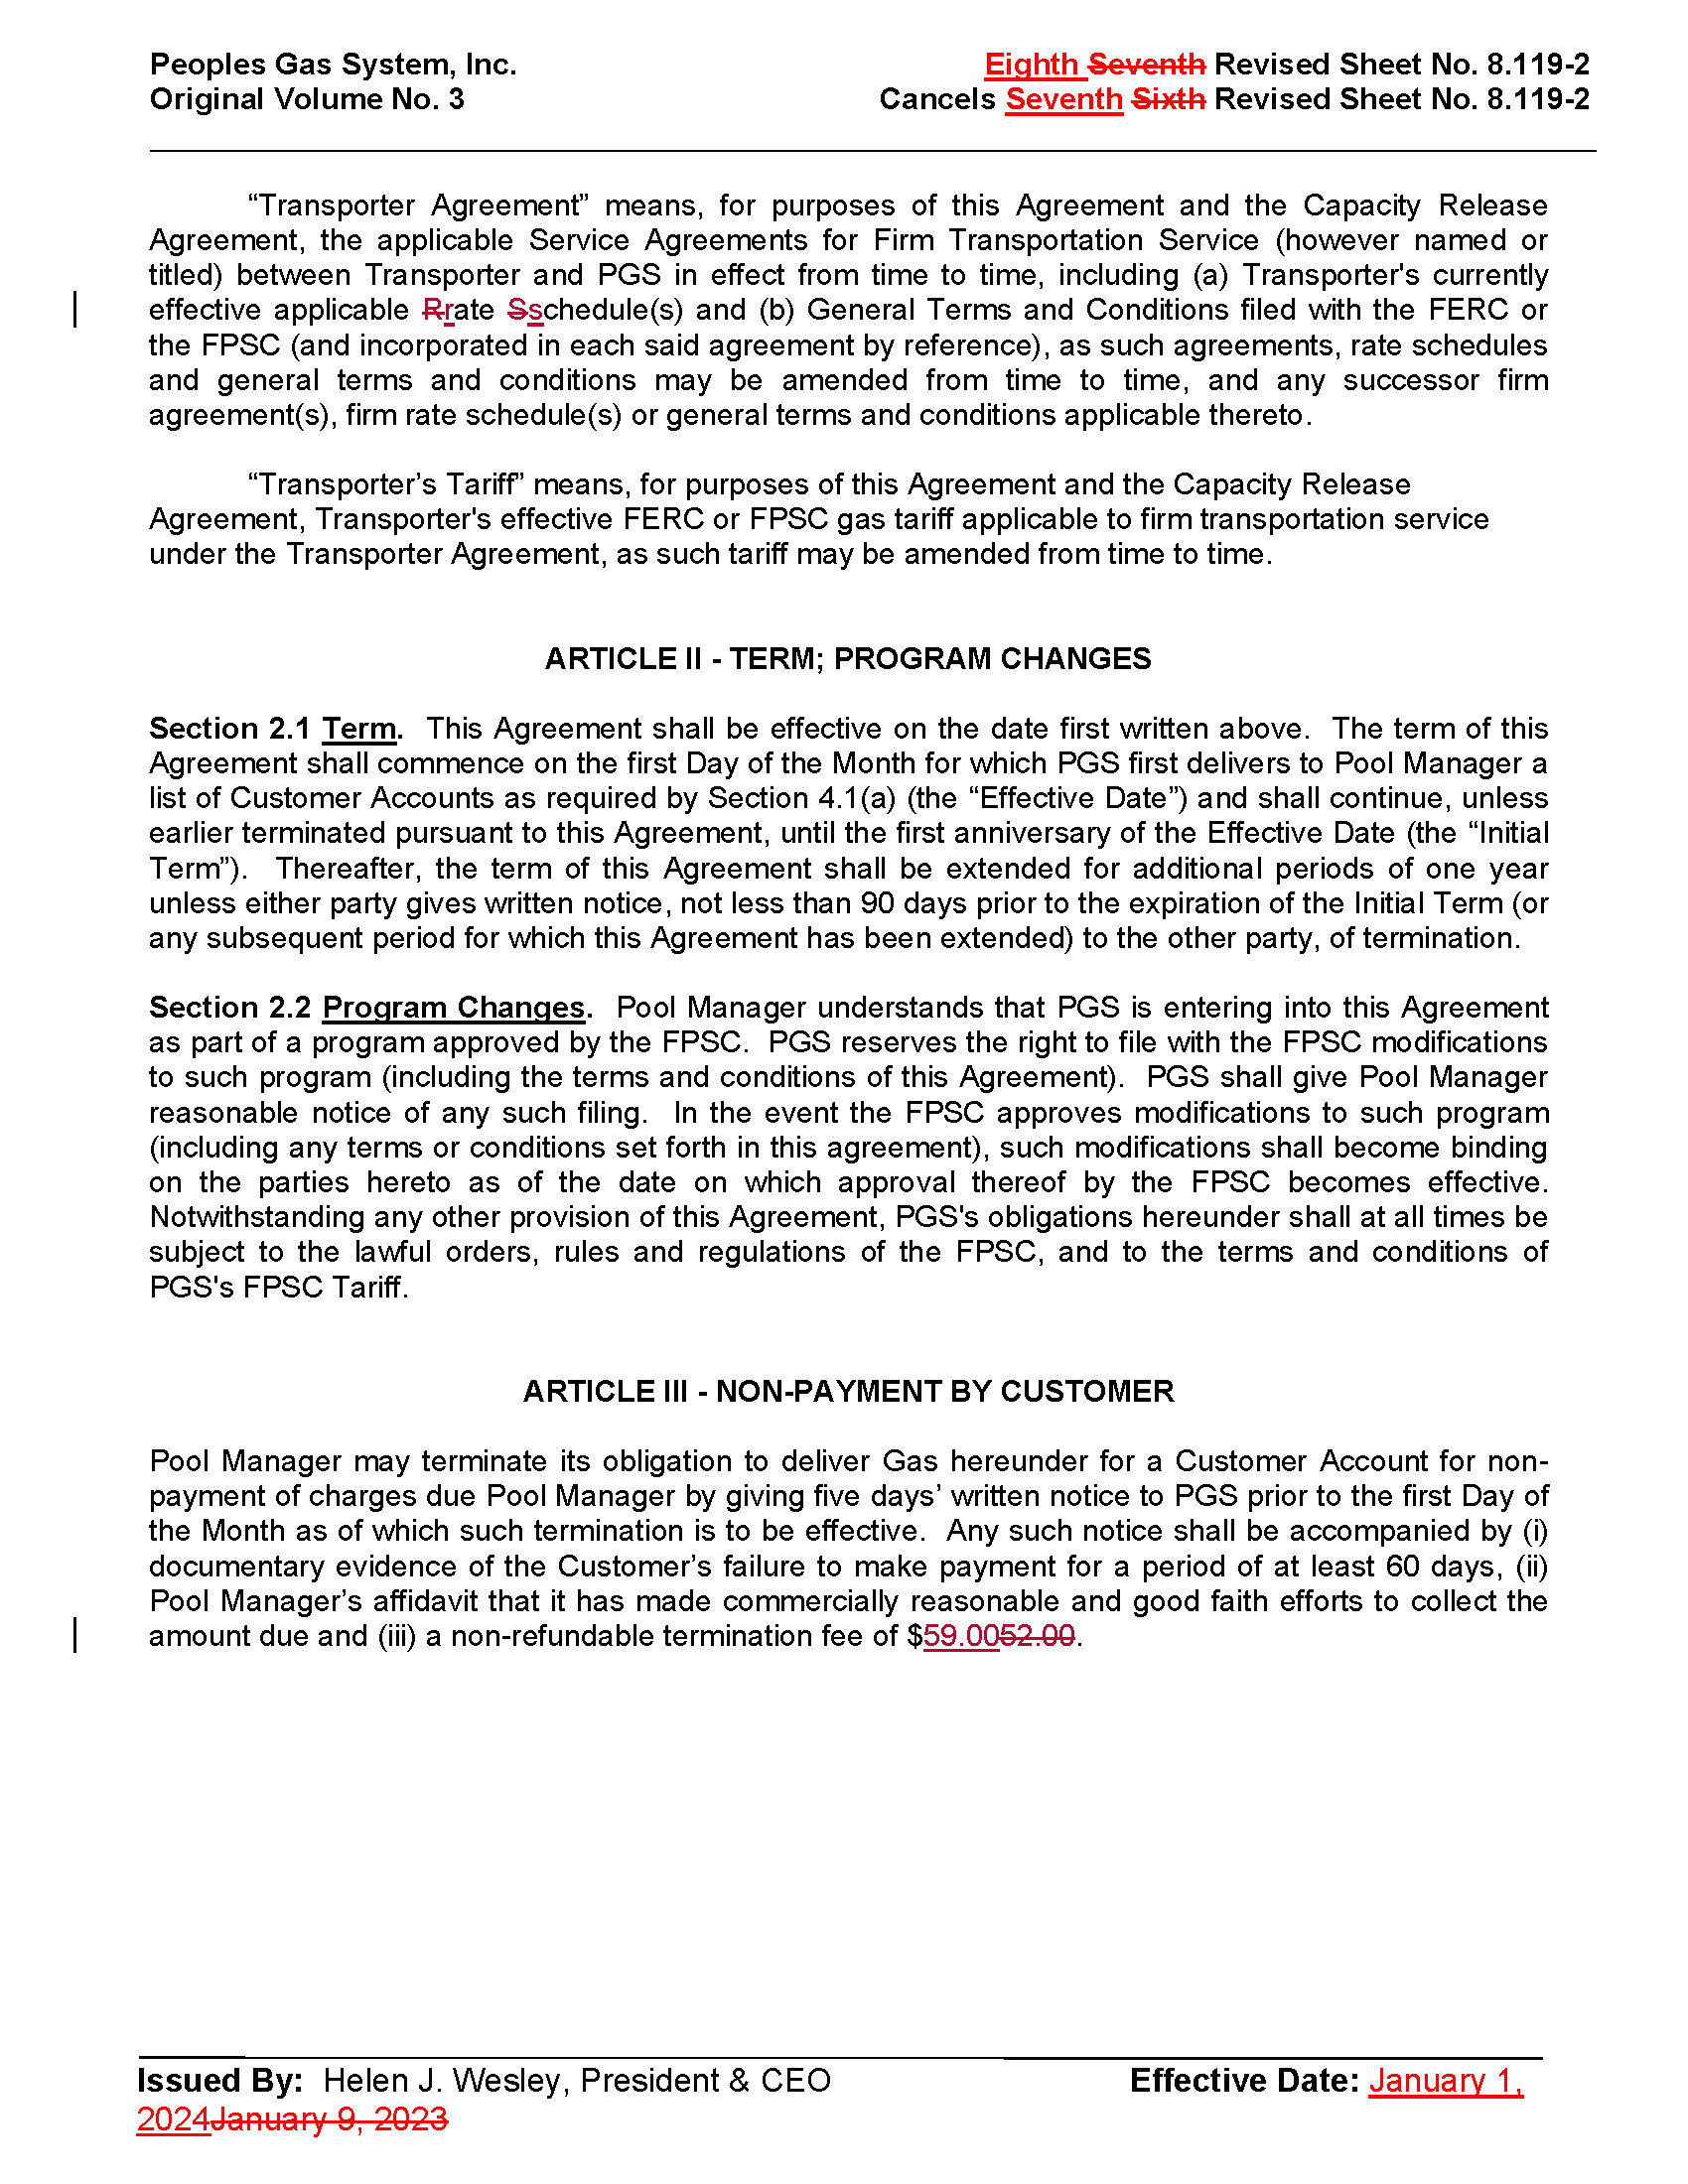 Peoples Gas System, Inc. Eighth Seventh Revised Sheet No. 8.119-2
Original Volume No. 3 Cancels Seventh Sixth Revised Sheet No. 8.119-2
“Transporter Agreement” means, for purposes of this Agreement and the Capacity Release
Agreement, the applicable Service Agreements for Firm Transportation Service (however named or
titled) between Transporter and PGS in effect from time to time, including (a) Transporter's currently
effective applicable Rrate Sschedule(s) and (b) General Terms and Conditions filed with the FERC or
the FPSC (and incorporated in each said agreement by reference), as such agreements, rate schedules
and general terms and conditions may be amended from time to time, and any successor firm
agreement(s), firm rate schedule(s) or general terms and conditions applicable thereto.
“Transporter’s Tariff” means, for purposes of this Agreement and the Capacity Release
Agreement, Transporter's effective FERC or FPSC gas tariff applicable to firm transportation service
under the Transporter Agreement, as such tariff may be amended from time to time.
ARTICLE II - TERM; PROGRAM CHANGES
Section 2.1 Term. This Agreement shall be effective on the date first written above. The term of this
Agreement shall commence on the first Day of the Month for which PGS first delivers to Pool Manager a
list of Customer Accounts as required by Section 4.1(a) (the “Effective Date”) and shall continue, unless
earlier terminated pursuant to this Agreement, until the first anniversary of the Effective Date (the “Initial
Term”). Thereafter, the term of this Agreement shall be extended for additional periods of one year
unless either party gives written notice, not less than 90 days prior to the expiration of the Initial Term (or
any subsequent period for which this Agreement has been extended) to the other party, of termination.
Section 2.2 Program Changes. Pool Manager understands that PGS is entering into this Agreement
as part of a program approved by the FPSC. PGS reserves the right to file with the FPSC modifications
to such program (including the terms and conditions of this Agreement). PGS shall give Pool Manager
reasonable notice of any such filing. In the event the FPSC approves modifications to such program
(including any terms or conditions set forth in this agreement), such modifications shall become binding
on the parties hereto as of the date on which approval thereof by the FPSC becomes effective.
Notwithstanding any other provision of this Agreement, PGS's obligations hereunder shall at all times be
subject to the lawful orders, rules and regulations of the FPSC, and to the terms and conditions of
PGS's FPSC Tariff.
ARTICLE III - NON-PAYMENT BY CUSTOMER
Pool Manager may terminate its obligation to deliver Gas hereunder for a Customer Account for non-
payment of charges due Pool Manager by giving five days’ written notice to PGS prior to the first Day of
the Month as of which such termination is to be effective. Any such notice shall be accompanied by (i)
documentary evidence of the Customer’s failure to make payment for a period of at least 60 days, (ii)
Pool Manager’s affidavit that it has made commercially reasonable and good faith efforts to collect the
amount due and (iii) a non-refundable termination fee of $59.0052.00.
Issued By: Helen J. Wesley, President & CEO Effective Date: January 1,
2024January 9, 2023